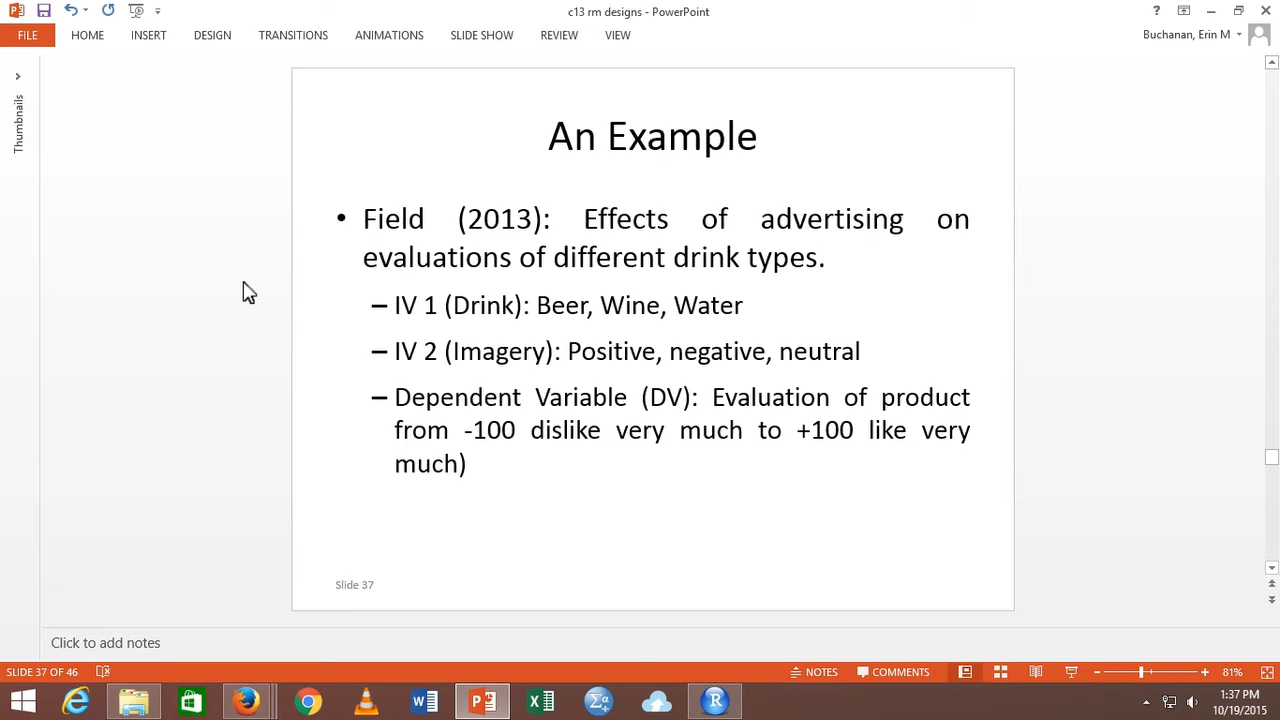 c13 rm designs - PowerPoint
?
FILE HOME INSERT DESIGN TRANSITIONS ANIMATIONS SLIDE SHOW REVIEW VIEW
Buchanan, Erin M
Thumbnails
An Example
• Field (2013): Effects of advertising on
evaluations of different drink types.
– IV 1 (Drink): Beer, Wine, Water
– IV 2 (Imagery): Positive, negative, neutral
– Dependent Variable (DV): Evaluation of product
from -100 dislike very much to +100 like very
much)
Slide 37
Click to add notes
SLIDE 37 OF 46
NOTES COMMENTS 81%
1:37 PM
10/19/2015